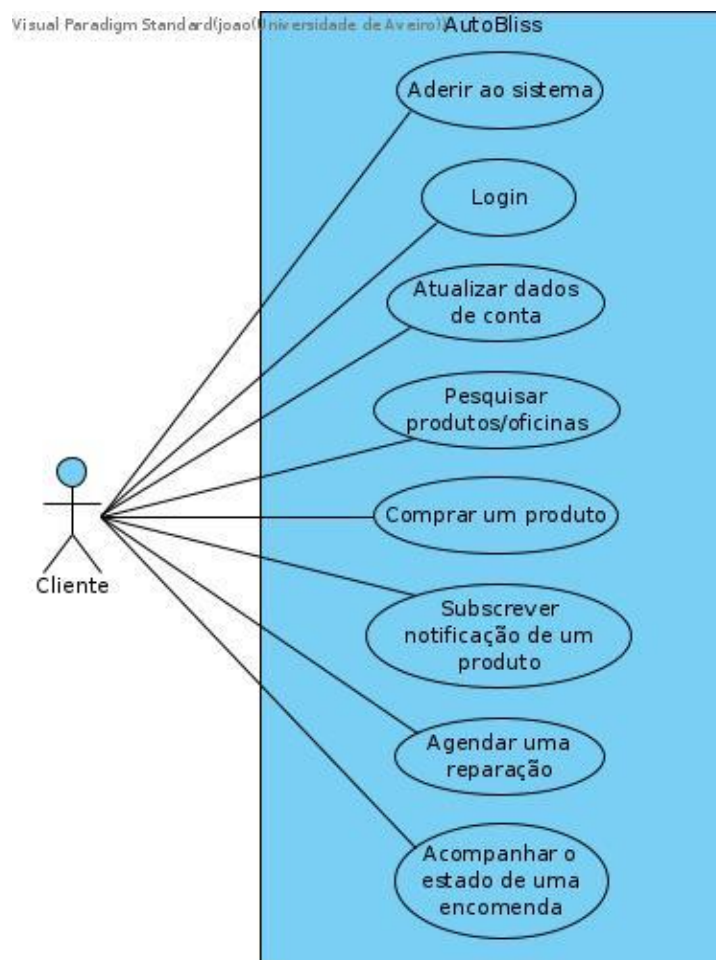 Visual Paradigm Standard(joao(Universidade de Aveiro))
AutoBliss
Aderir ao sistema
Login
Atualizar dados
de conta
Pesquisar
produtos/oficinas
Comprar um produto
Subscrever
notificação de um
produto
Agendar uma
reparação
Acompanhar o
estado de uma
encomenda
Cliente